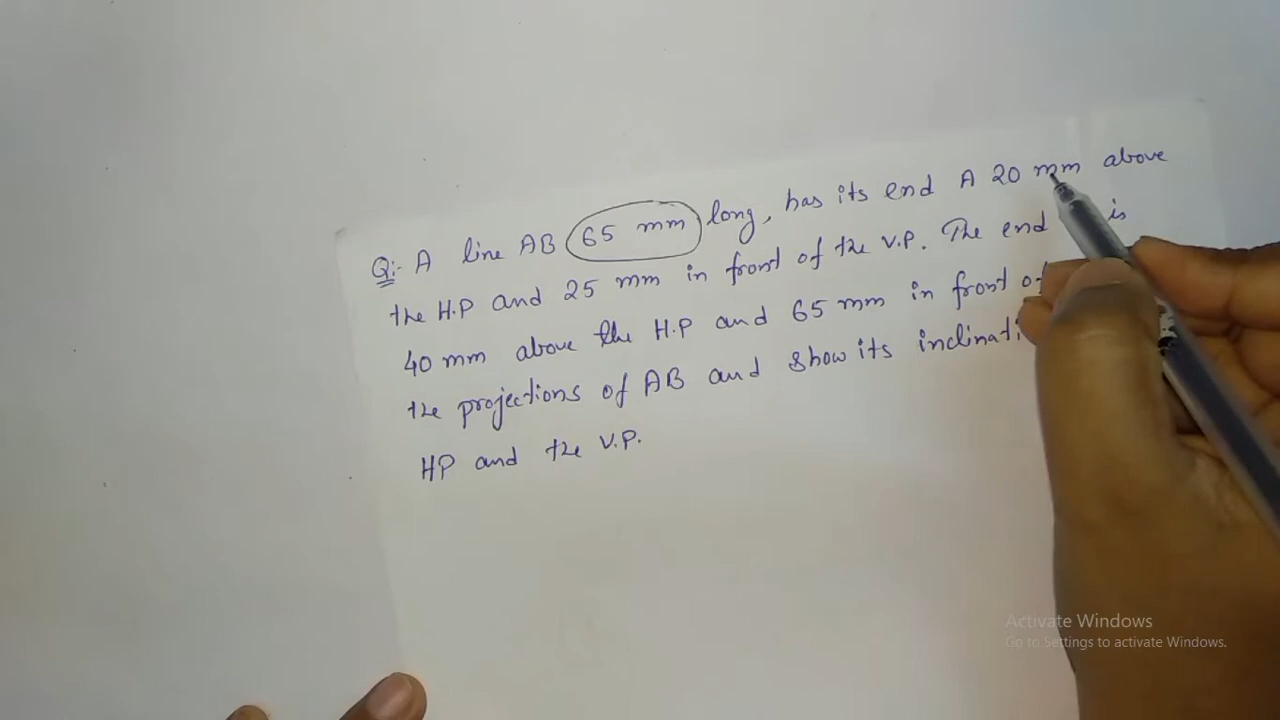 Q:- A line AB 65 mm long, has its end A 20 mm above
the H.P and 25 mm in front of the V.P. The end is
40 mm above the H.P and 65 mm in front of
the projections of AB and show its inclinati
HP and the V.P.
Activate Windows
Go to Settings to activate Windows.